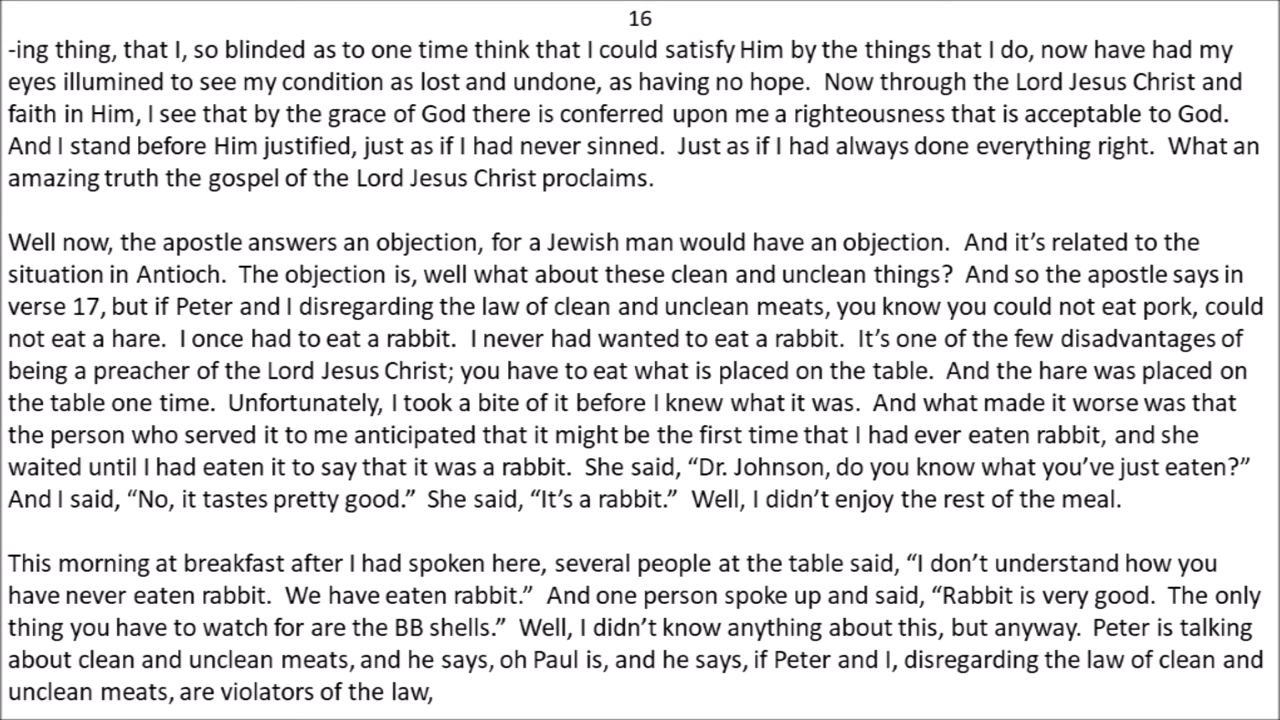 16
-ing thing, that I, so blinded as to one time think that I could satisfy Him by the things that I do, now have had my
eyes illumined to see my condition as lost and undone, as having no hope.  Now through the Lord Jesus Christ and
faith in Him, I see that by the grace of God there is conferred upon me a righteousness that is acceptable to God.
And I stand before Him justified, just as if I had never sinned.  Just as if I had always done everything right.  What an
amazing truth the gospel of the Lord Jesus Christ proclaims.

Well now, the apostle answers an objection, for a Jewish man would have an objection.  And it’s related to the
situation in Antioch.  The objection is, well what about these clean and unclean things?  And so the apostle says in
verse 17, but if Peter and I disregarding the law of clean and unclean meats, you know you could not eat pork, could
not eat a hare.  I once had to eat a rabbit.  I never had wanted to eat a rabbit.  It’s one of the few disadvantages of
being a preacher of the Lord Jesus Christ; you have to eat what is placed on the table.  And the hare was placed on
the table one time.  Unfortunately, I took a bite of it before I knew what it was.  And what made it worse was that
the person who served it to me anticipated that it might be the first time that I had ever eaten rabbit, and she
waited until I had eaten it to say that it was a rabbit.  She said, “Dr. Johnson, do you know what you’ve just eaten?”
And I said, “No, it tastes pretty good.”  She said, “It’s a rabbit.”  Well, I didn’t enjoy the rest of the meal.

This morning at breakfast after I had spoken here, several people at the table said, “I don’t understand how you
have never eaten rabbit.  We have eaten rabbit.”  And one person spoke up and said, “Rabbit is very good.  The only
thing you have to watch for are the BB shells.”  Well, I didn’t know anything about this, but anyway.  Peter is talking
about clean and unclean meats, and he says, oh Paul is, and he says, if Peter and I, disregarding the law of clean and
unclean meats, are violators of the law,